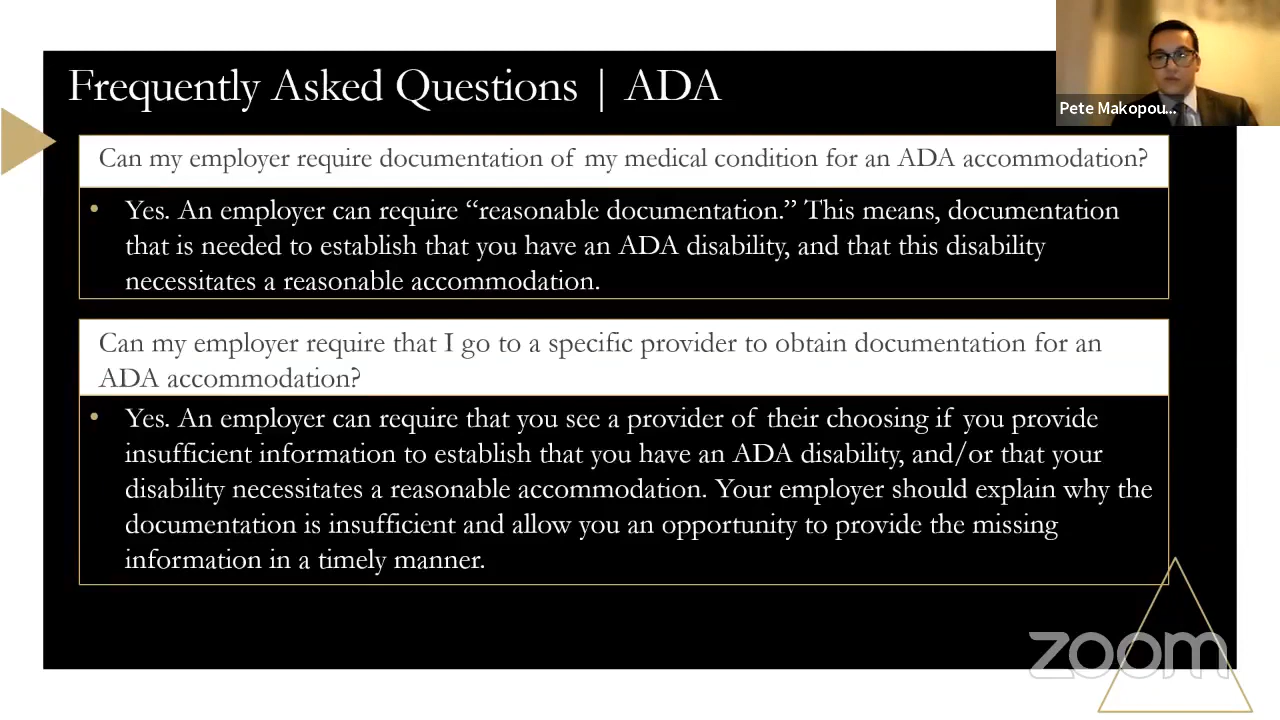 Frequently Asked Questions | ADA
Pete Makopou...
Can my employer require documentation of my medical condition for an ADA accommodation?
• Yes. An employer can require “reasonable documentation.” This means, documentation
that is needed to establish that you have an ADA disability, and that this disability
necessitates a reasonable accommodation.
Can my employer require that I go to a specific provider to obtain documentation for an
ADA accommodation?
• Yes. An employer can require that you see a provider of their choosing if you provide
insufficient information to establish that you have an ADA disability, and/or that your
disability necessitates a reasonable accommodation. Your employer should explain why the
documentation is insufficient and allow you an opportunity to provide the missing
information in a timely manner.
zoom